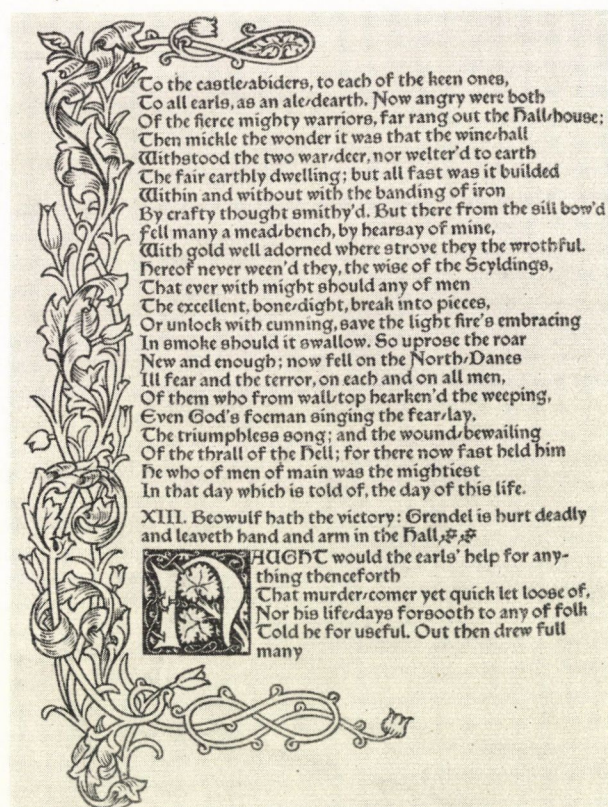 To the castle-abiders, to each of the keen ones,
To all earls, as an ale-dearth. Now angry were both
Of the fierce mighty warriors, far rang out the Hall-house;
Then mickle the wonder it was that the wine-hall
Withstood the two war-deer, nor welter'd to earth
The fair earthly dwelling; but all fast was it builded
Within and without with the banding of iron
By crafty thought smithy'd. But there from the sill bow'd
Fell many a mead-bench, by hearsay of mine,
With gold well adorned where strove they the wrothful.
Hereof never ween'd they, the wise of the Scyldings,
That ever with might should any of men
The excellent, bone-dight, break into pieces,
Or unlock with cunning, save the light fire's embracing
In smoke should it swallow. So uprose the roar
New and enough; now fell on the North-Danes
Ill fear and the terror, on each and on all men,
Of them who from wall-top hearken'd the weeping,
Even God's foeman singing the fear-lay,
The triumphless song; and the wound-bewailing
Of the thrall of the Hell; for there now fast held him
He who of men of main was the mightiest
In that day which is told of, the day of this life.
XIII. Beowulf hath the victory: Grendel is hurt deadly
and leaveth hand and arm in the Hall
NAUGHT would the earls' help for any-
thing thenceforth
That murder-comer yet quick let loose of,
Nor his life-days forsooth to any of folk
Told he for useful. Out then drew full
many